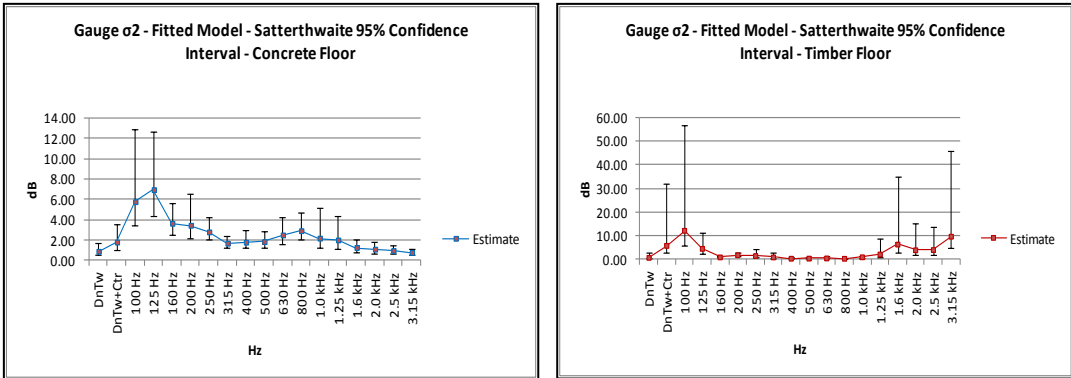 Gauge σ2 - Fitted Model - Satterthwaite 95% Confidence
Interval - Concrete Floor
14.00
12.00
10.00
8.00
6.00
4.00
2.00
0.00
dB
DnTw
DnTw+Ctr
100 Hz
125 Hz
160 Hz
200 Hz
250 Hz
315 Hz
400 Hz
500 Hz
630 Hz
800 Hz
1.0 kHz
1.25 kHz
1.6 kHz
2.0 kHz
2.5 kHz
3.15 kHz
Hz
Estimate
Gauge σ2 - Fitted Model - Satterthwaite 95% Confidence
Interval - Timber Floor
60.00
50.00
40.00
30.00
20.00
10.00
0.00
dB
DnTw
DnTw+Ctr
100 Hz
125 Hz
160 Hz
200 Hz
250 Hz
315 Hz
400 Hz
500 Hz
630 Hz
800 Hz
1.0 kHz
1.25 kHz
1.6 kHz
2.0 kHz
2.5 kHz
3.15 kHz
Hz
Estimate